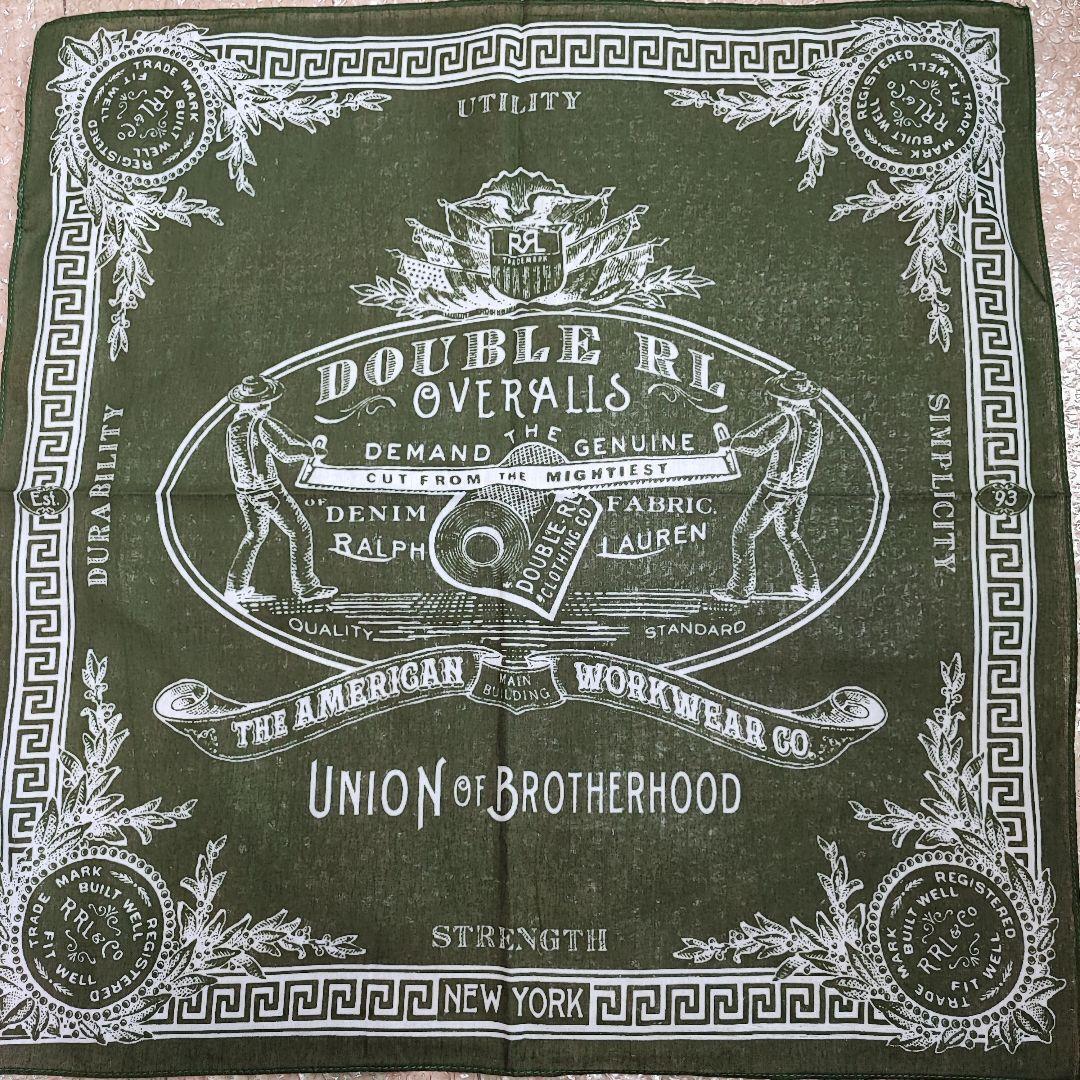 UTILITY
TRADE MARK
BUILT WELL
RRL&Co
FIT WELL
REGISTERED
REGISTERED
TRADE MARK
BUILT WELL
RRL&Co
FIT WELL
RRL
TRADEMARK
DOUBLE RL
OVERALLS
DEMAND THE GENUINE
CUT FROM THE MIGHTIEST
OF DENIM FABRIC.
RALPH LAUREN
DOUBLE RL
CLOTHING CO
QUALITY STANDARD
DURABILITY
Est.
SIMPLICITY
'93
THE AMERICAN WORKWEAR CO.
MAIN
BUILDING
UNION OF BROTHERHOOD
TRADE MARK
BUILT WELL
RRL&Co
FIT WELL
REGISTERED
REGISTERED
TRADE MARK
BUILT WELL
RRL&Co
FIT WELL
STRENGTH
NEW YORK